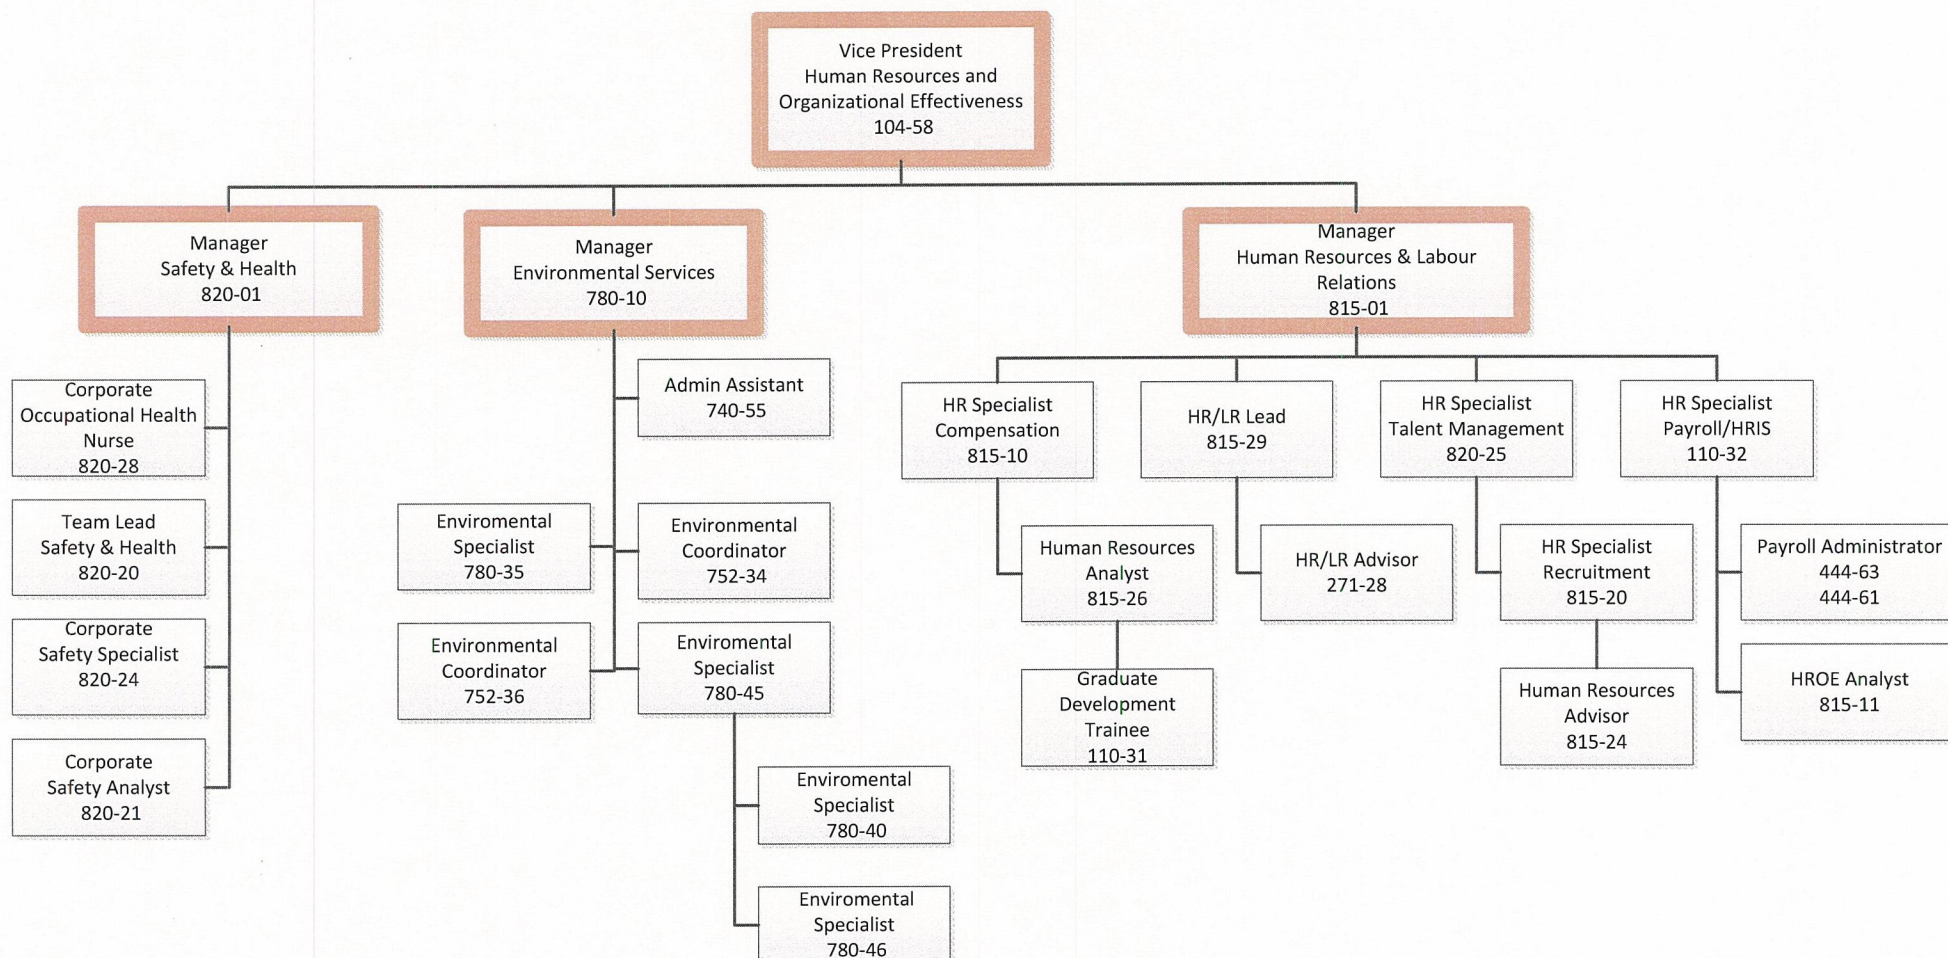 Vice President
Human Resources and
Organizational Effectiveness
104-58
Manager
Safety & Health
820-01
Manager
Environmental Services
780-10
Manager
Human Resources & Labour
Relations
815-01
Corporate
Occupational Health
Nurse
820-28
Team Lead
Safety & Health
820-20
Corporate
Safety Specialist
820-24
Corporate
Safety Analyst
820-21
Admin Assistant
740-55
Enviromental
Specialist
780-35
Environmental
Coordinator
752-34
Environmental
Coordinator
752-36
Enviromental
Specialist
780-45
Enviromental
Specialist
780-40
Enviromental
Specialist
780-46
HR Specialist
Compensation
815-10
HR/LR Lead
815-29
HR Specialist
Talent Management
820-25
HR Specialist
Payroll/HRIS
110-32
Human Resources
Analyst
815-26
HR/LR Advisor
271-28
HR Specialist
Recruitment
815-20
Payroll Administrator
444-63
444-61
Graduate
Development
Trainee
110-31
Human Resources
Advisor
815-24
HROE Analyst
815-11